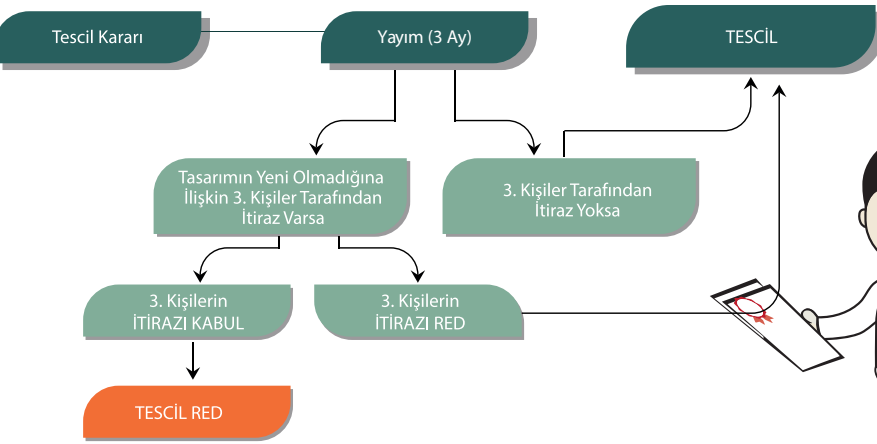 Tescil Kararı
Yayım (3 Ay)
TESCİL
Tasarımın Yeni Olmadığına
İlişkin 3. Kişiler Tarafından
İtiraz Varsa
3. Kişiler Tarafından
İtiraz Yoksa
3. Kişilerin
İTİRAZI KABUL
3. Kişilerin
İTİRAZI RED
TESCİL RED